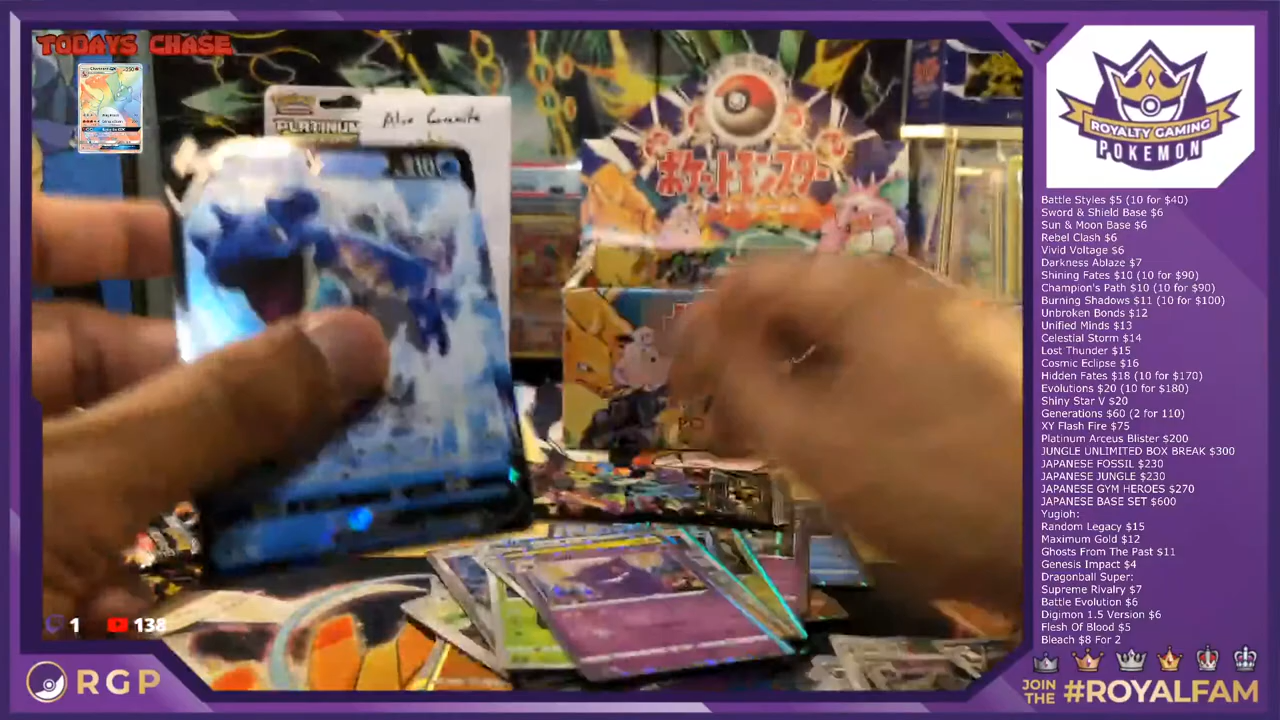 TODAYS CHASE
PLATINUM
ポケットモンスター
ROYALTY GAMING
POKEMON
Battle Styles $5 (10 for $40)
Sword & Shield Base $6
Sun & Moon Base $6
Rebel Clash $6
Vivid Voltage $6
Darkness Ablaze $7
Shining Fates $10 (10 for $90)
Champion's Path $10 (10 for $90)
Burning Shadows $11 (10 for $100)
Unbroken Bonds $12
Unified Minds $13
Celestial Storm $14
Lost Thunder $15
Cosmic Eclipse $16
Hidden Fates $18 (10 for $170)
Evolutions $20 (10 for $180)
Shiny Star V $20
Generations $60 (2 for 110)
XY Flash Fire $75
Platinum Arceus Blister $200
JUNGLE UNLIMITED BOX BREAK $300
JAPANESE FOSSIL $230
JAPANESE JUNGLE $230
JAPANESE GYM HEROES $270
JAPANESE BASE SET $600
Yugioh:
Random Legacy $15
Maximum Gold $12
Ghosts From The Past $11
Genesis Impact $4
Dragonball Super:
Supreme Rivalry $7
Battle Evolution $6
Digimon 1.5 Version $6
Flesh Of Blood $5
Bleach $8 For 2
1 138
RGP
JOIN THE #ROYALFAM